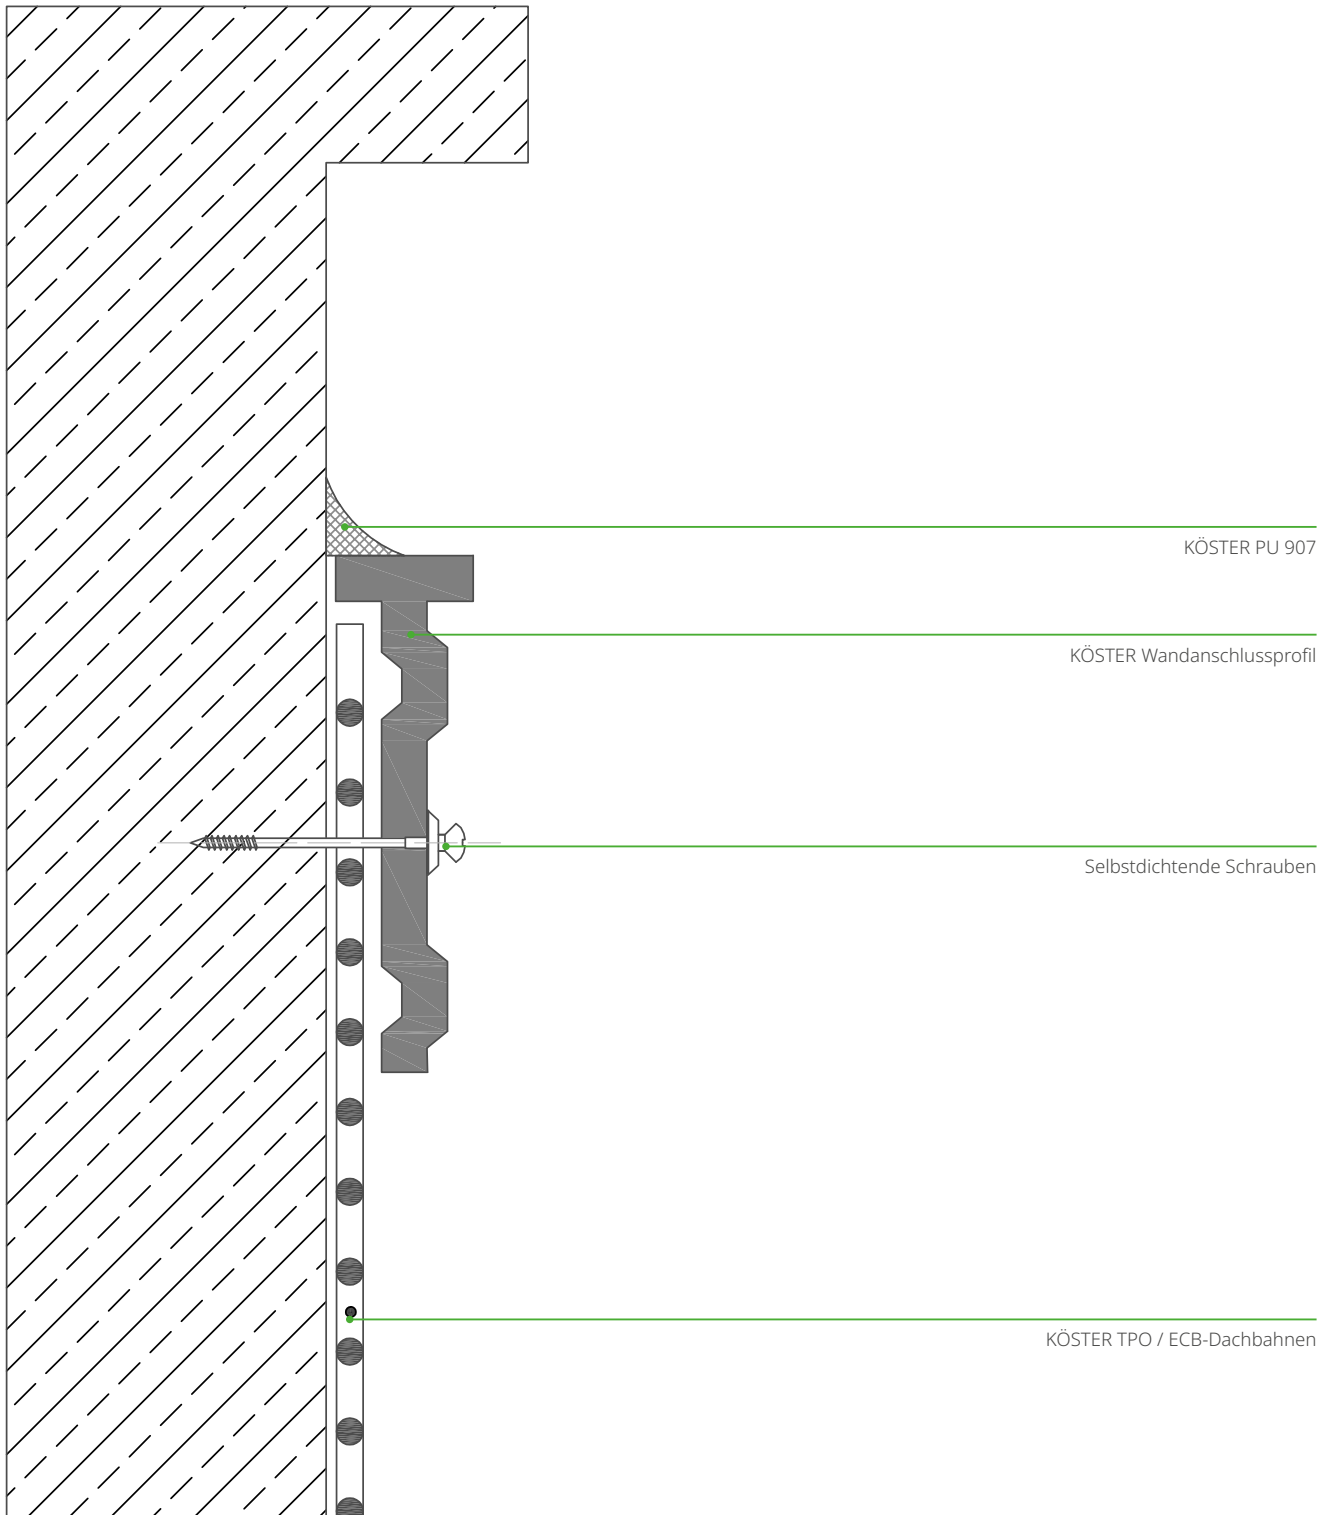 KÖSTER PU 907
KÖSTER Wandanschlussprofil
Selbstdichtende Schrauben
KÖSTER TPO / ECB-Dachbahnen